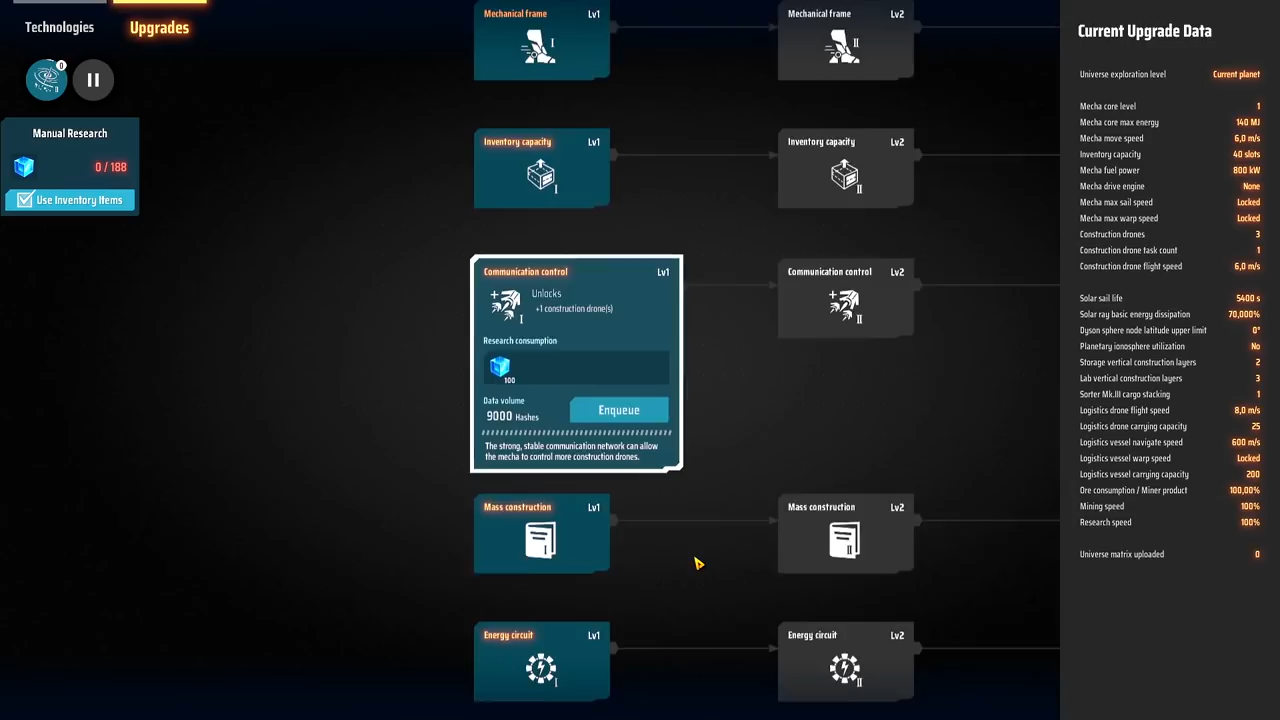 Technologies
Upgrades
0
II
Manual Research
0 / 188
Use Inventory Items
Mechanical frame Lv1
I
Mechanical frame Lv2
II
Inventory capacity Lv1
I
Inventory capacity Lv2
II
Communication control Lv1
I
Unlocks
+1 construction drone(s)
Research consumption
100
Data volume
9000 Hashes
Enqueue
The strong, stable communication network can allow
the mecha to control more construction drones.
Communication control Lv2
II
Mass construction Lv1
I
Mass construction Lv2
II
Energy circuit Lv1
I
Energy circuit Lv2
II
Current Upgrade Data
Universe exploration level Current planet
Mecha core level 1
Mecha core max energy 140 MJ
Mecha move speed 6,0 m/s
Inventory capacity 40 slots
Mecha fuel power 800 kW
Mecha drive engine None
Mecha max sail speed Locked
Mecha max warp speed Locked
Construction drones 3
Construction drone task count 1
Construction drone flight speed 6,0 m/s
Solar sail life 5400 s
Solar ray basic energy dissipation 70,000%
Dyson sphere node latitude upper limit 0°
Planetary ionosphere utilization No
Storage vertical construction layers 2
Lab vertical construction layers 3
Sorter Mk.III cargo stacking 1
Logistics drone flight speed 8,0 m/s
Logistics drone carrying capacity 25
Logistics vessel navigate speed 600 m/s
Logistics vessel warp speed Locked
Logistics vessel carrying capacity 200
Ore consumption / Miner product 100,00%
Mining speed 100%
Research speed 100%
Universe matrix uploaded 0